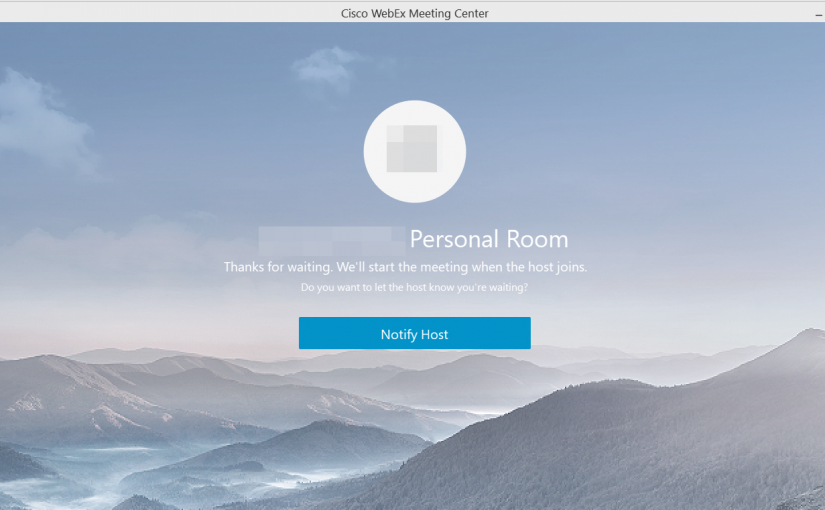 Cisco WebEx Meeting Center
Personal Room
Thanks for waiting. We'll start the meeting when the host joins.
Do you want to let the host know you're waiting?
Notify Host